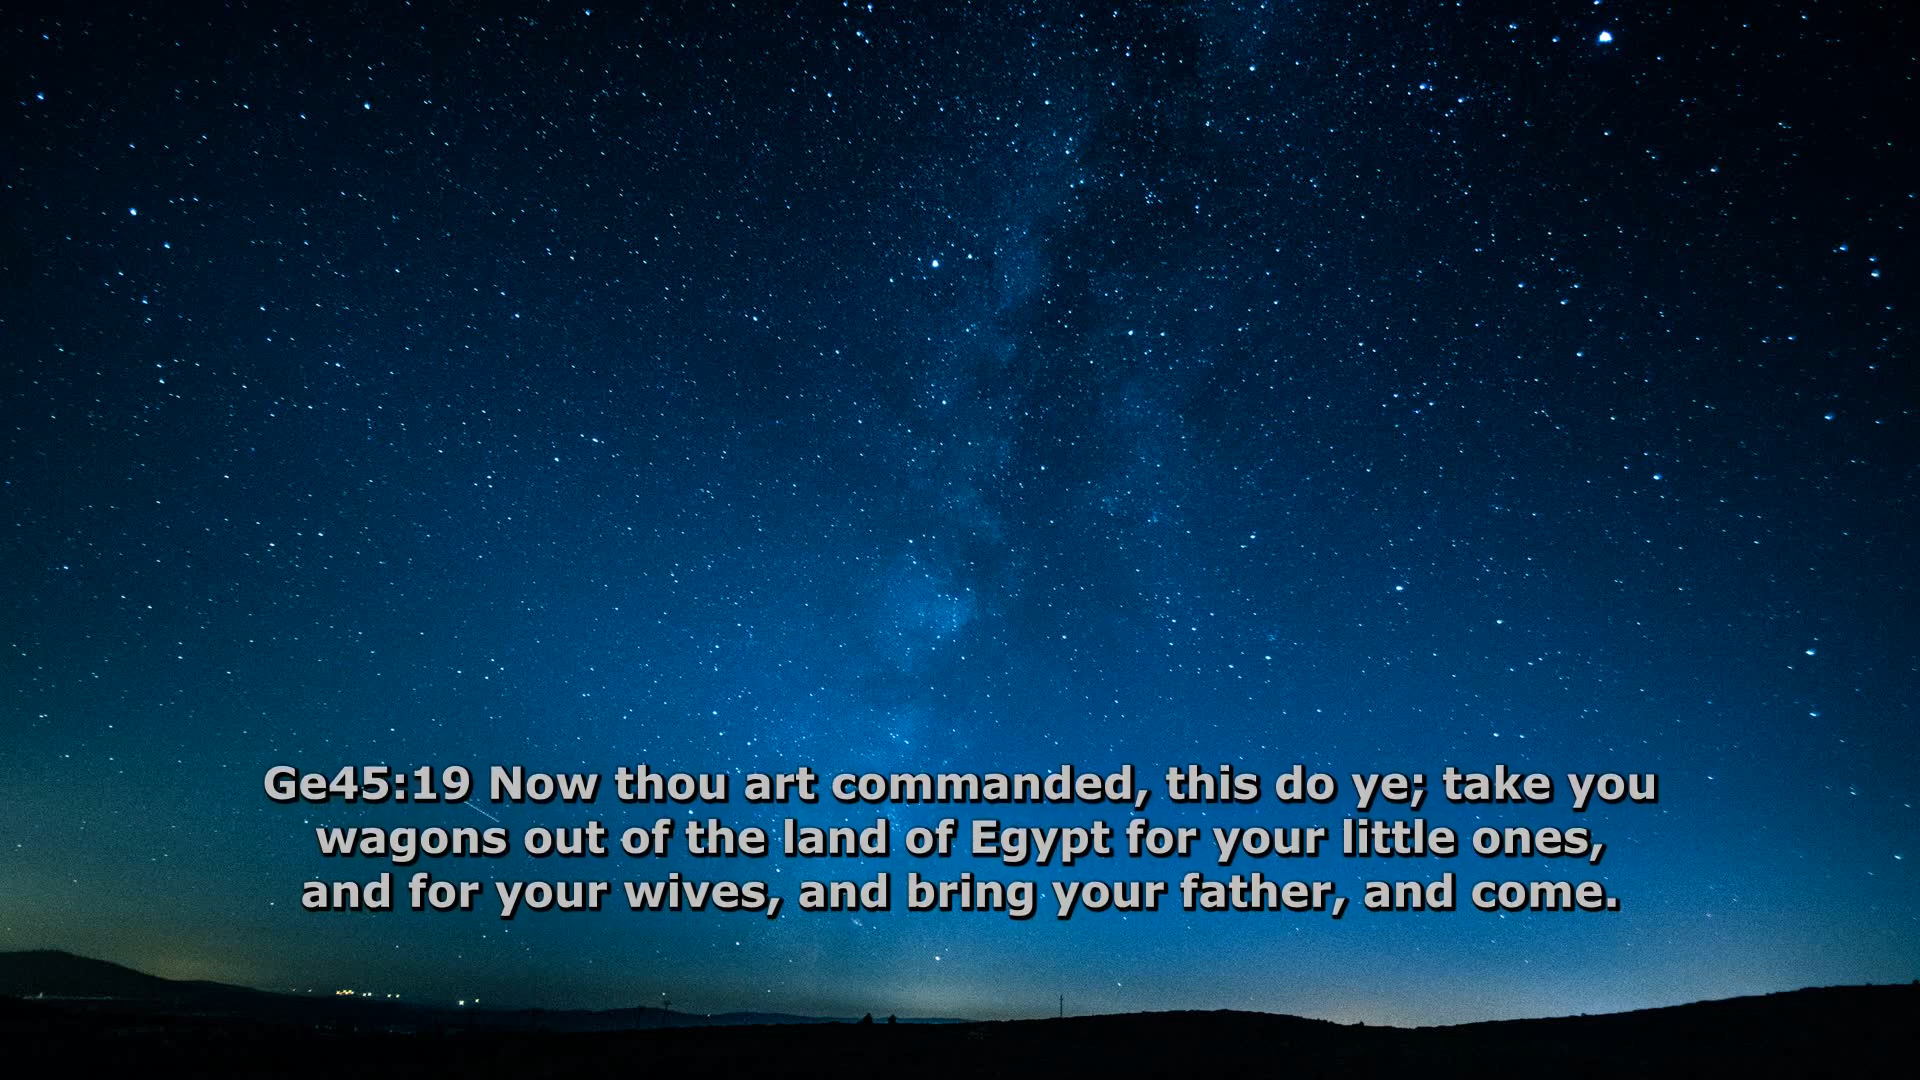 Ge45:19 Now thou art commanded, this do ye; take you
wagons out of the land of Egypt for your little ones,
and for your wives, and bring your father, and come.